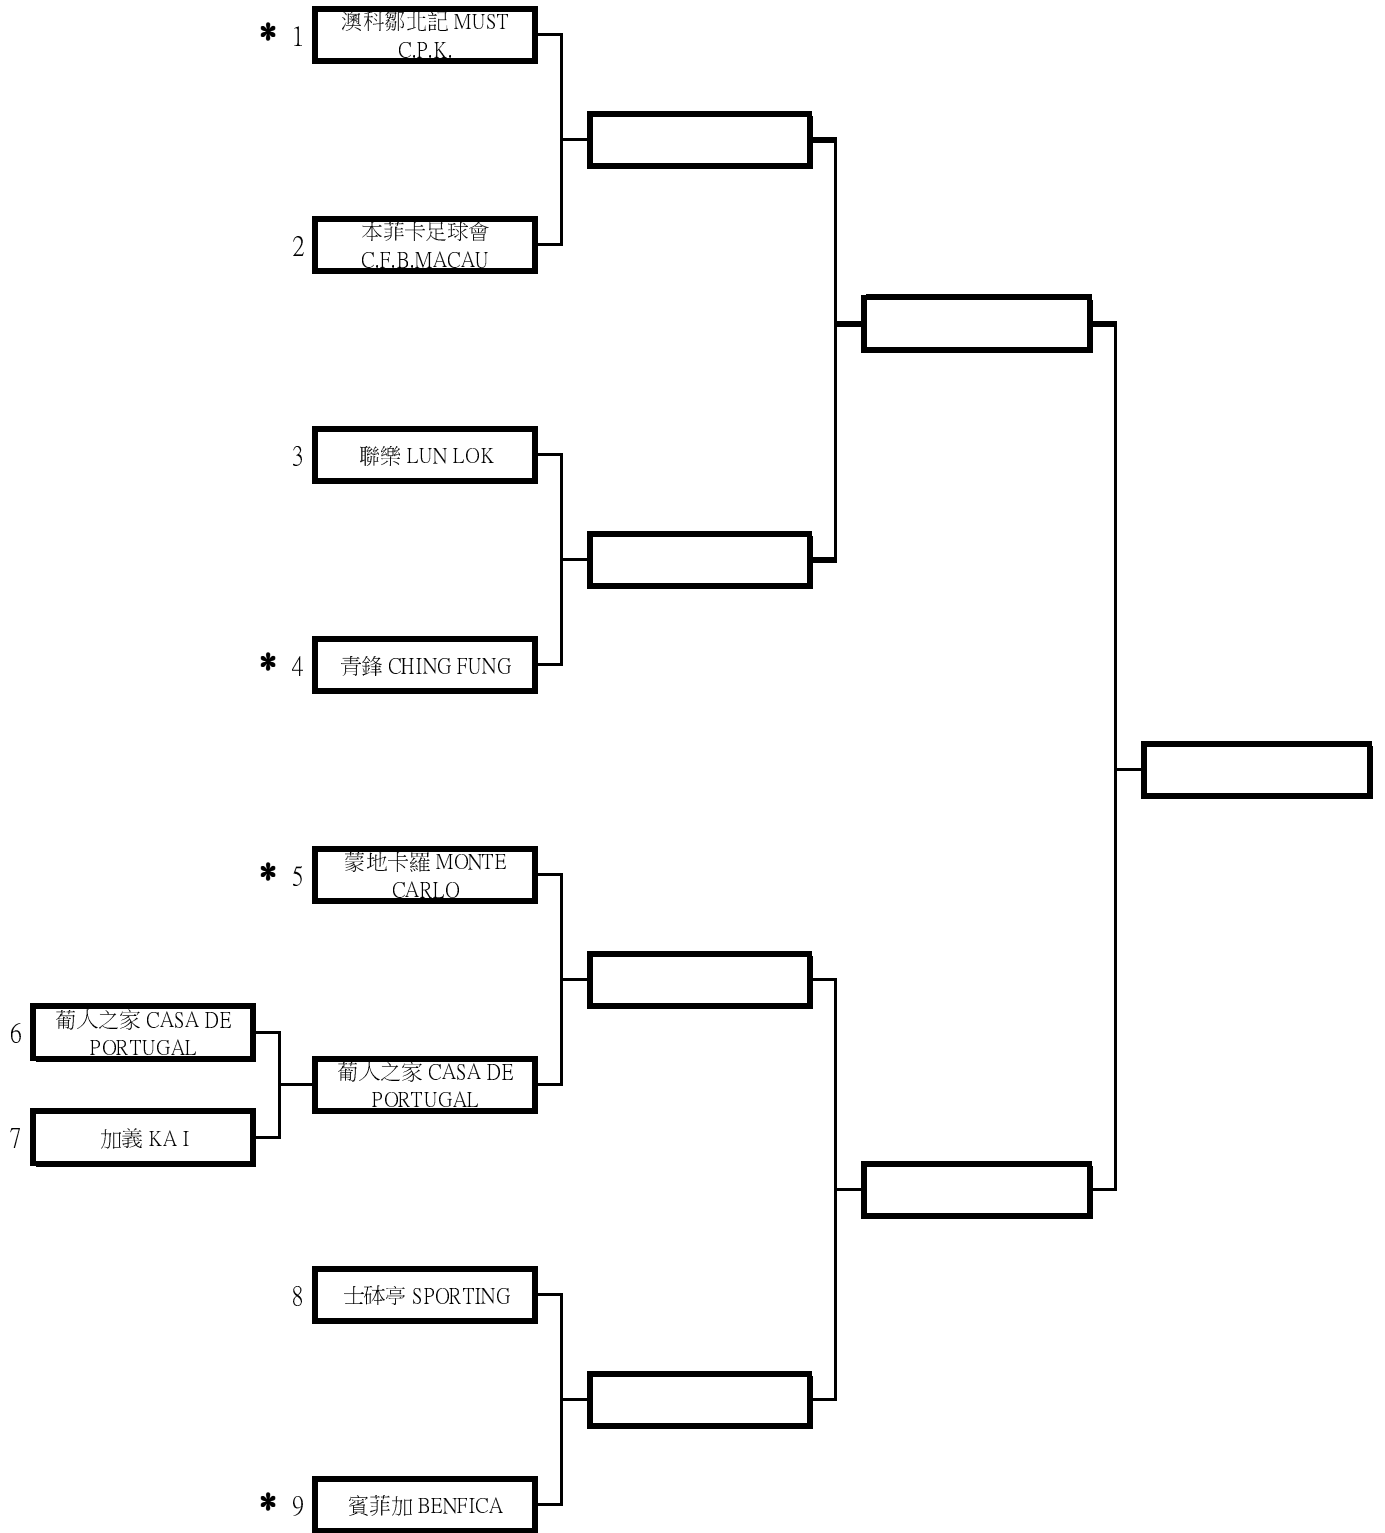 * 1 澳科鄒北記 MUST
C.P.K.
2 本菲卡足球會
C.F.B.MACAU
3 聯樂 LUN LOK
* 4 青鋒 CHING FUNG
* 5 蒙地卡羅 MONTE
CARLO
6 葡人之家 CASA DE
PORTUGAL
葡人之家 CASA DE
PORTUGAL
7 加義 KA I
8 士砵亭 SPORTING
* 9 賓菲加 BENFICA